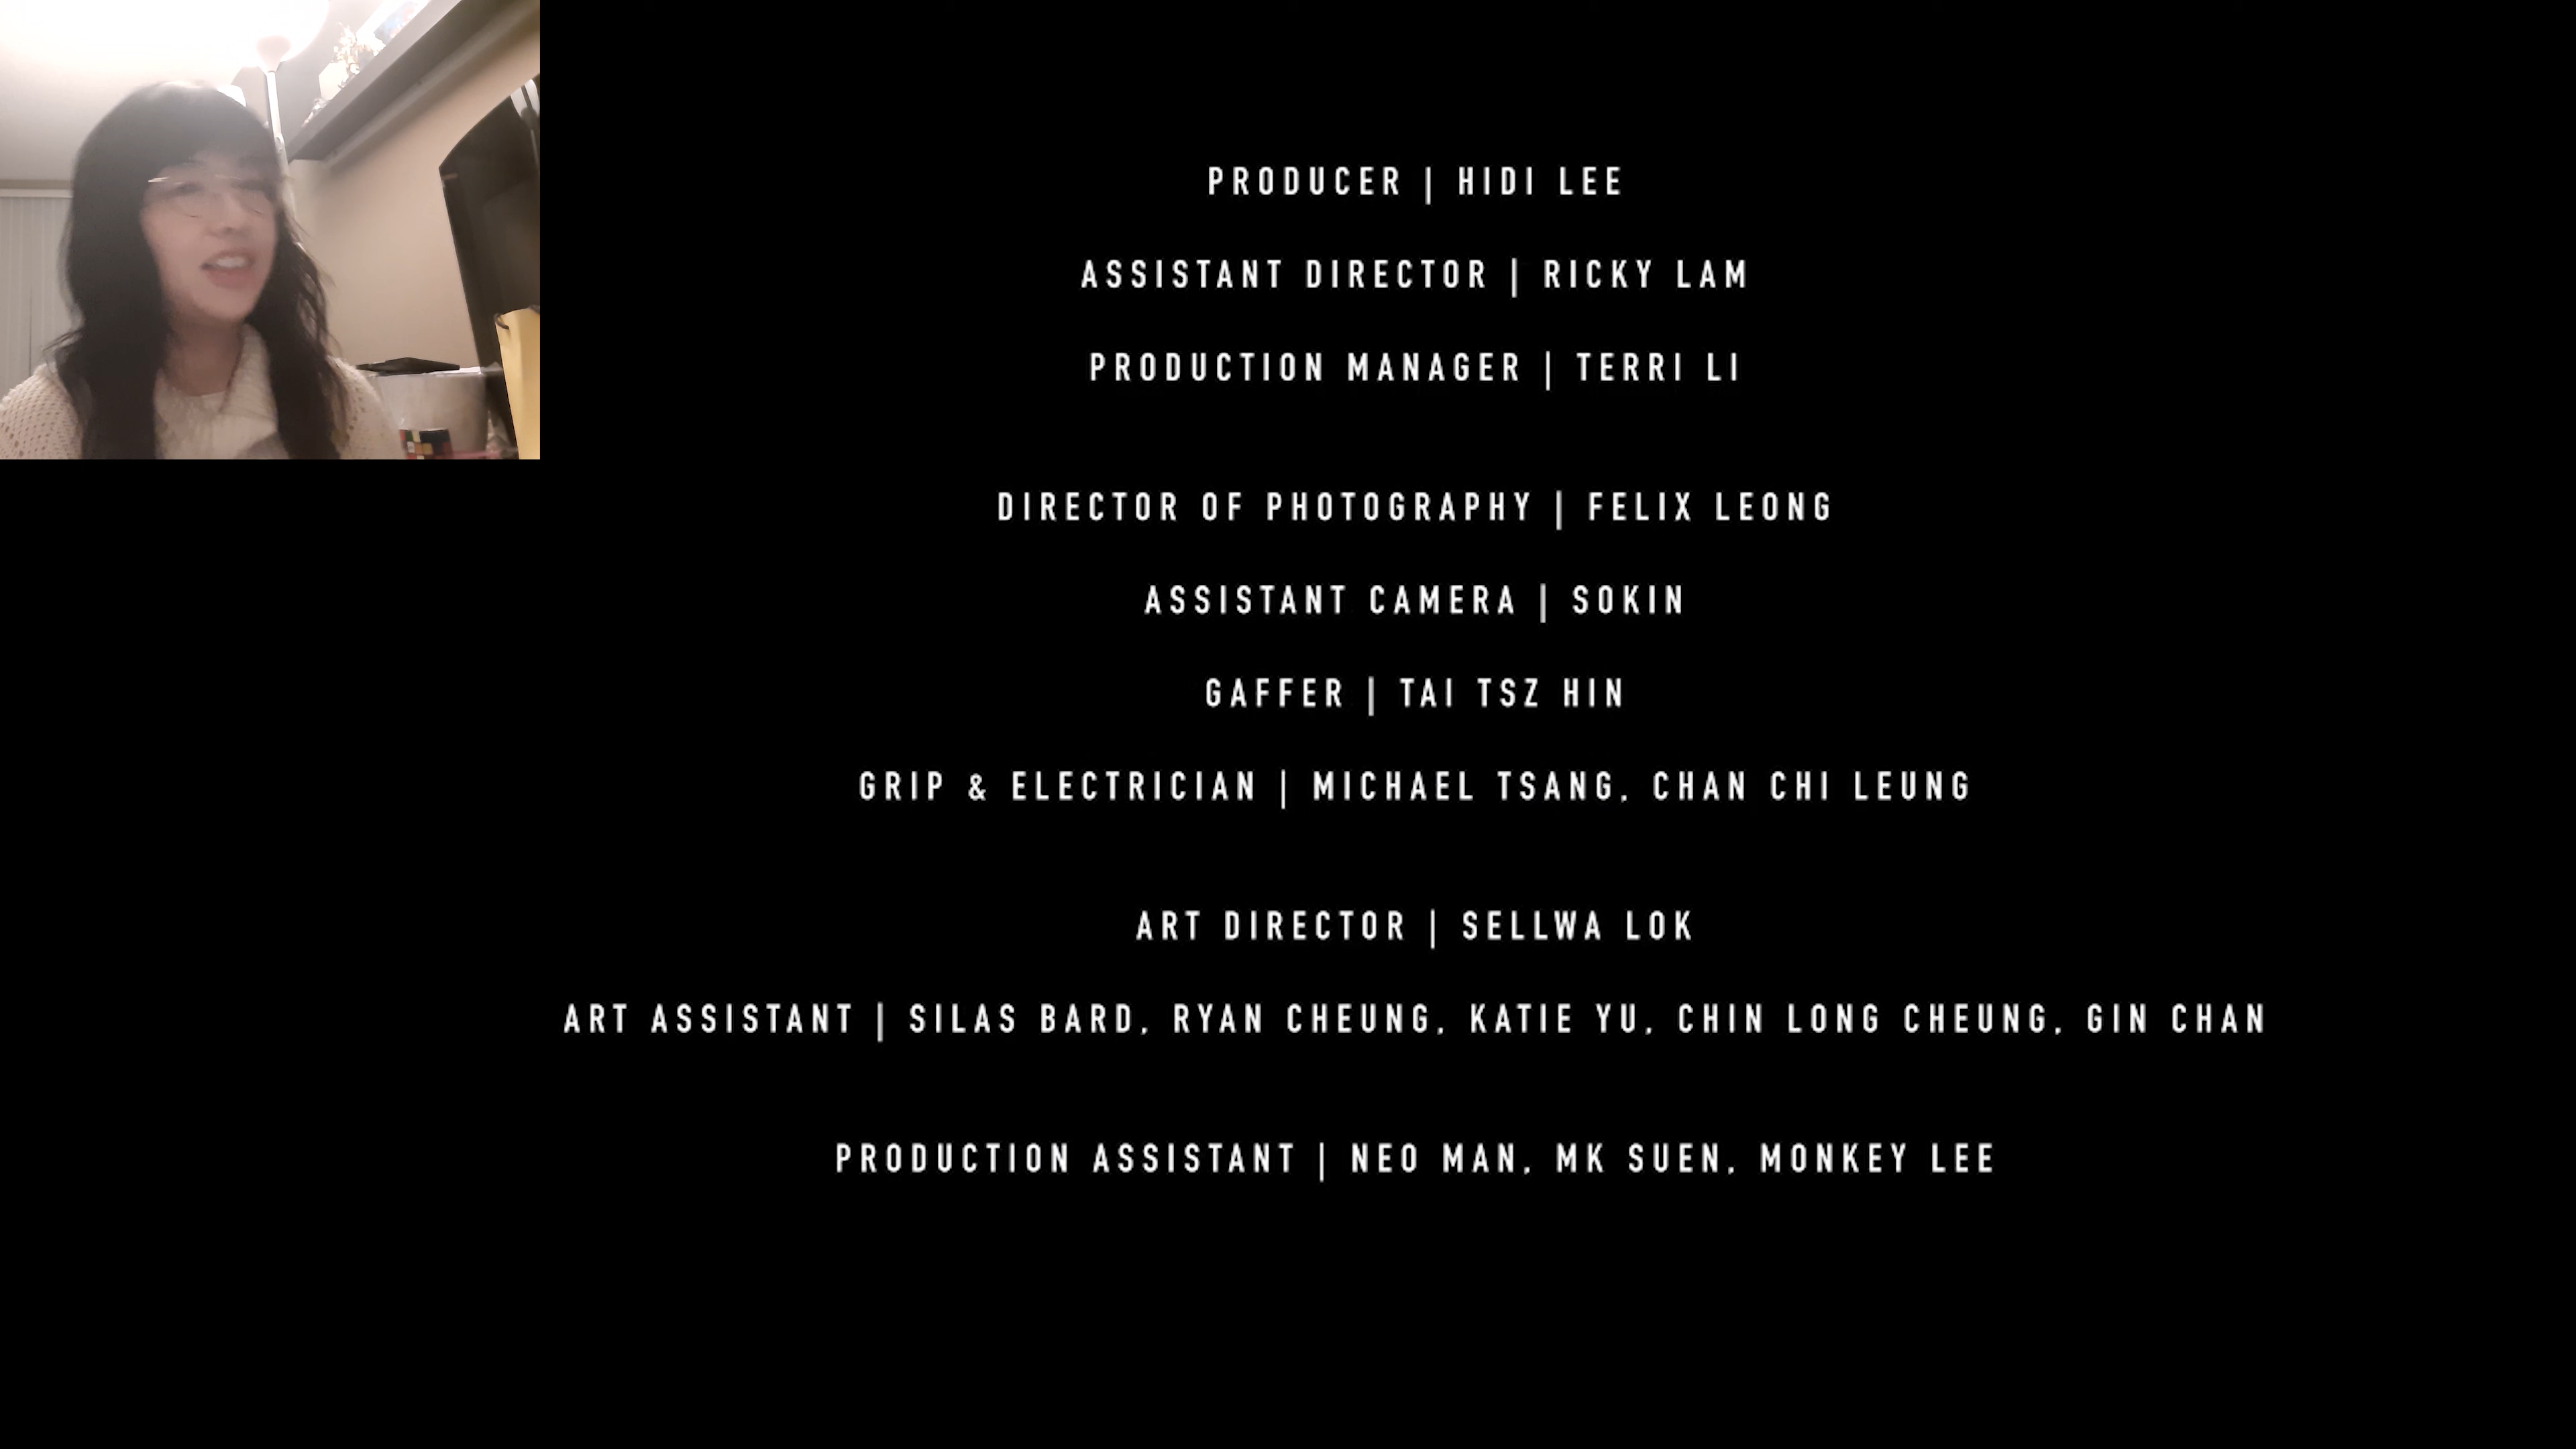 PRODUCER | HIDI LEE
ASSISTANT DIRECTOR | RICKY LAM
PRODUCTION MANAGER | TERRI LI
DIRECTOR OF PHOTOGRAPHY | FELIX LEONG
ASSISTANT CAMERA | SOKIN
GAFFER | TAI TSZ HIN
GRIP & ELECTRICIAN | MICHAEL TSANG, CHAN CHI LEUNG
ART DIRECTOR | SELLWA LOK
ART ASSISTANT | SILAS BARD, RYAN CHEUNG, KATIE YU, CHIN LONG CHEUNG, GIN CHAN
PRODUCTION ASSISTANT | NEO MAN, MK SUEN, MONKEY LEE